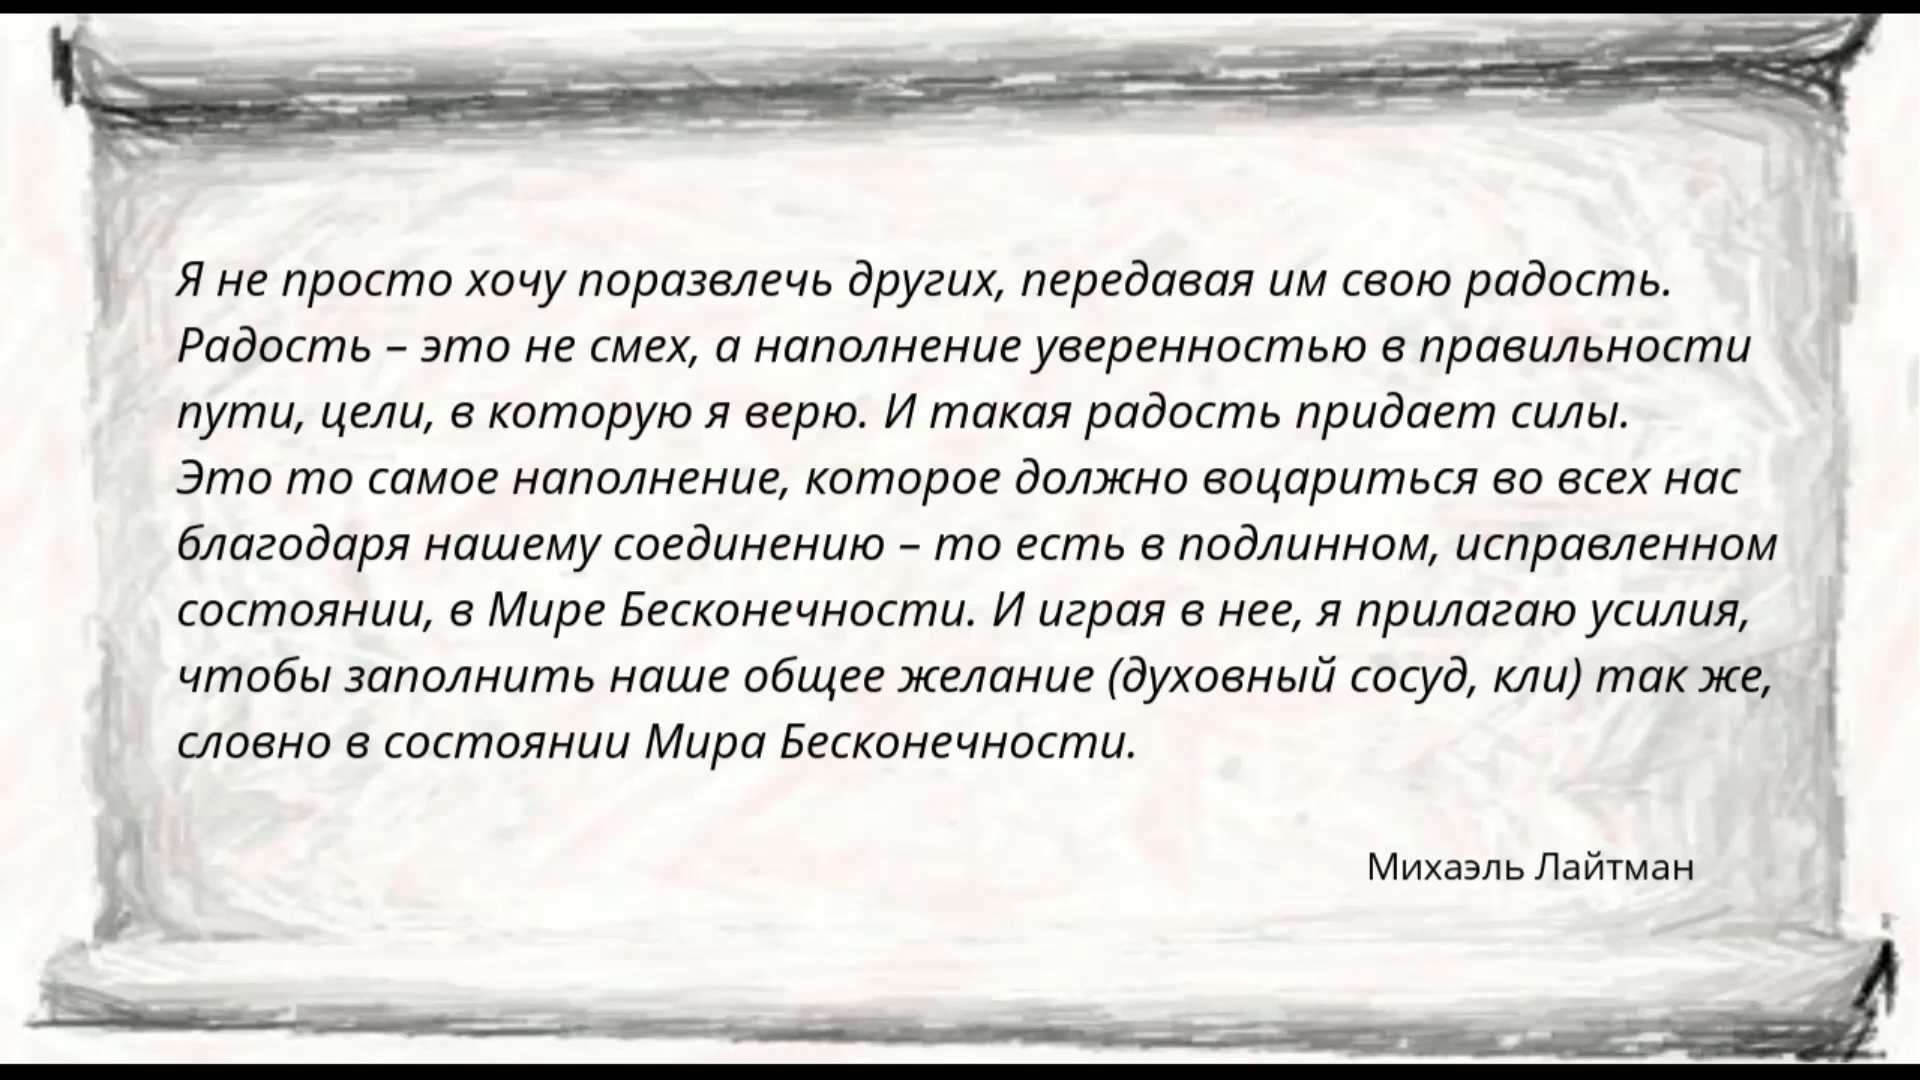 Я не просто хочу поразвлечь других, передавая им свою радость.
Радость – это не смех, а наполнение уверенностью в правильности
пути, цели, в которую я верю. И такая радость придает силы.
Это то самое наполнение, которое должно воцариться во всех нас
благодаря нашему соединению – то есть в подлинном, исправленном
состоянии, в Мире Бесконечности. И играя в нее, я прилагаю усилия,
чтобы заполнить наше общее желание (духовный сосуд, кли) так же,
словно в состоянии Мира Бесконечности.
Михаэль Лайтман